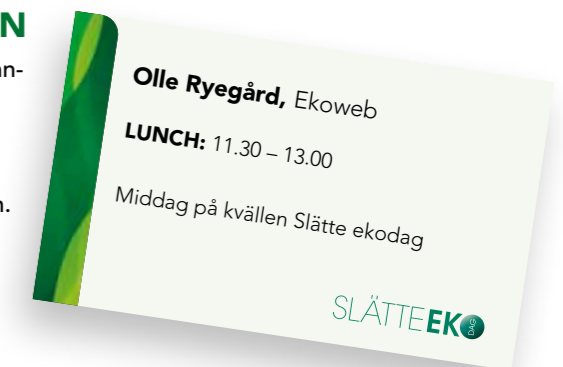 N
an-
n.
Olle Ryegård, Ekoweb
LUNCH: 11.30 – 13.00
Middag på kvällen Slätte ekodag
SLÄTTEEKO
DAG